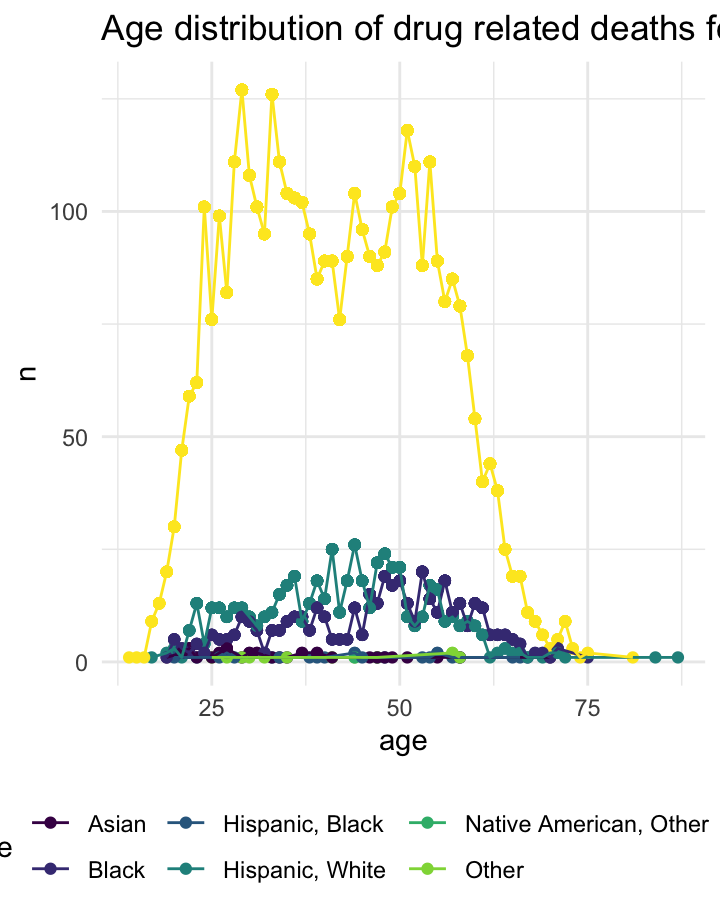 Age distribution of drug related deaths fo
n
100
50
0
25 50 75
age
e
Asian Hispanic, Black Native American, Other
Black Hispanic, White Other